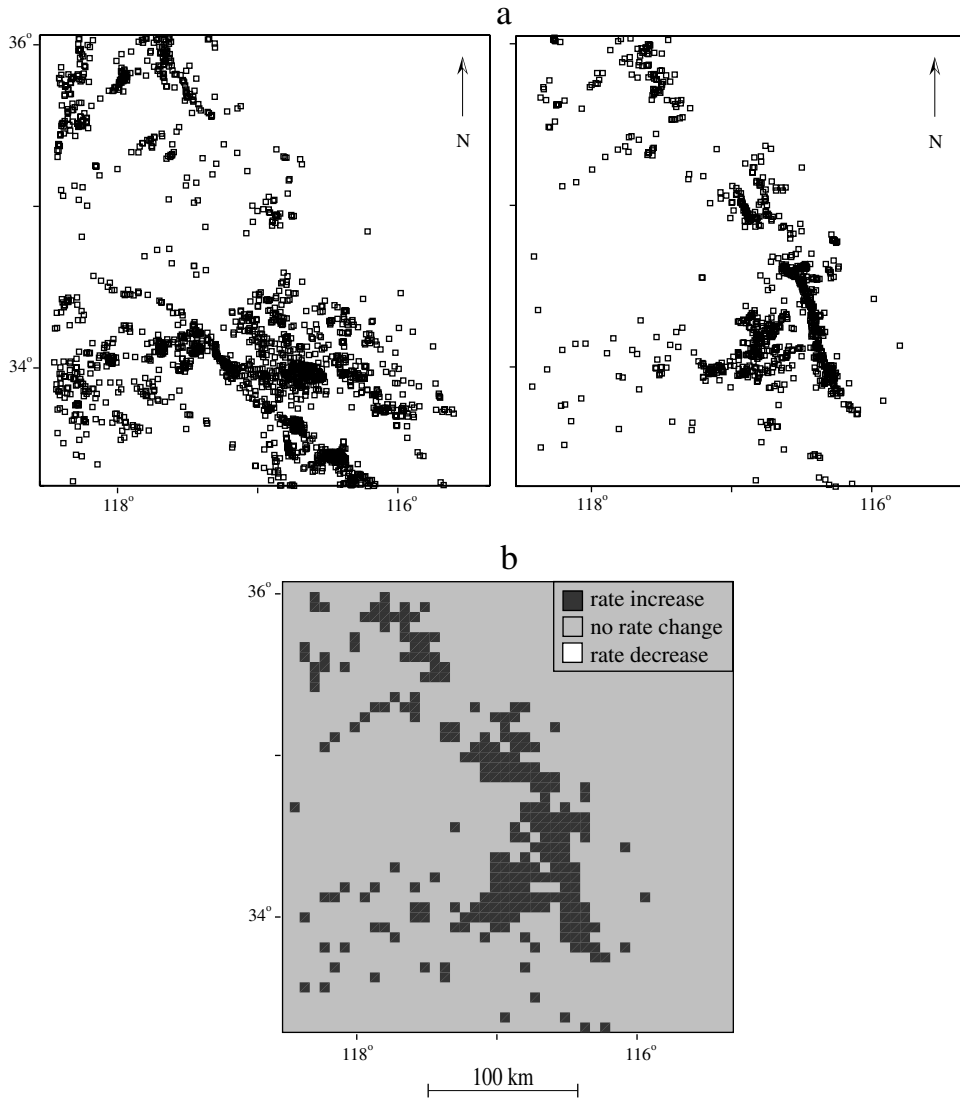 a
36°
34°
118°
116°
N
118°
116°
N
b
36°
34°
118°
116°
rate increase
no rate change
rate decrease
100 km